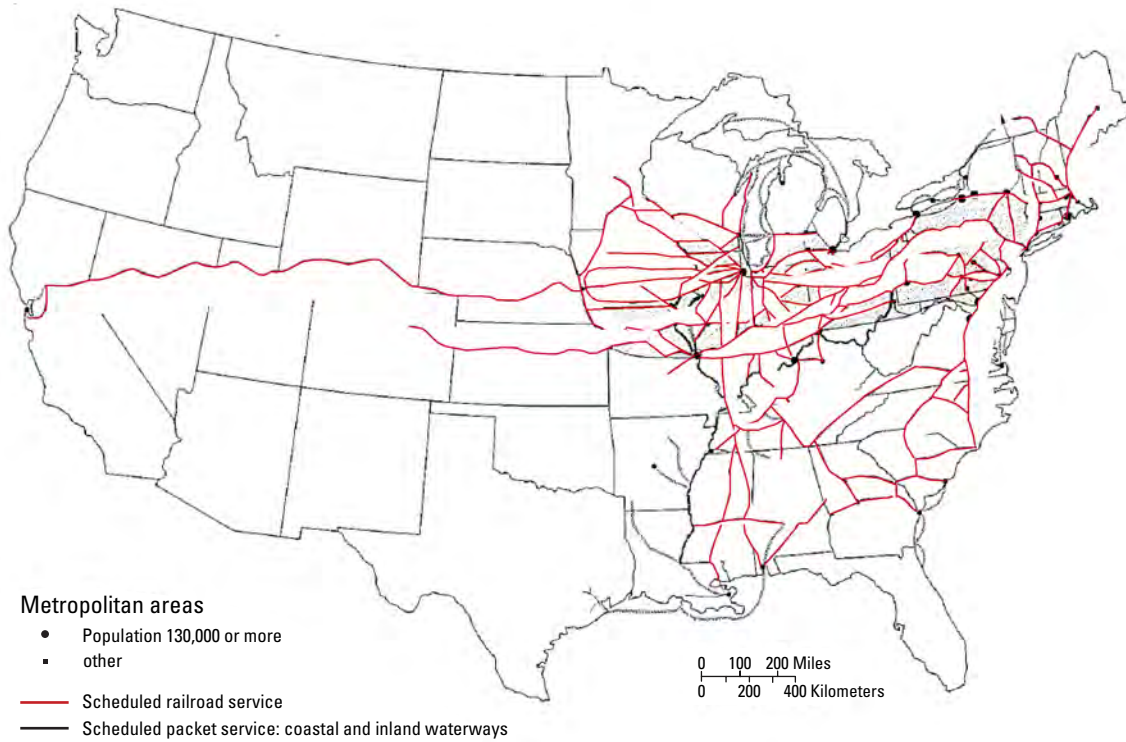 Metropolitan areas
Population 130,000 or more
other
Scheduled railroad service
Scheduled packet service: coastal and inland waterways
0 100 200 Miles
0 200 400 Kilometers